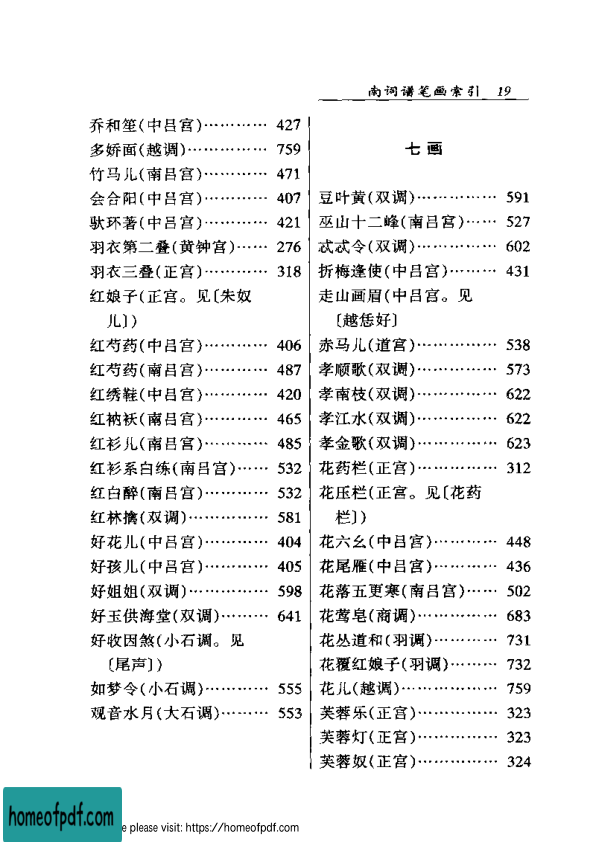 南词谱笔画索引 19
乔和笙(中吕宫)………… 427
多娇面(越调)…………… 759
竹马儿(南吕宫)………… 471
会合阳(中吕宫)………… 407
驮环著(中吕宫)………… 421
羽衣第二叠(黄钟宫)…… 276
羽衣三叠(正宫)………… 318
红娘子(正宫。见〔朱奴
儿〕)
红芍药(中吕宫)………… 406
红芍药(南吕宫)………… 487
红绣鞋(中吕宫)………… 420
红衲袄(南吕宫)………… 465
红衫儿(南吕宫)………… 485
红衫系白练(南吕宫)…… 532
红白醉(南吕宫)………… 532
红林擒(双调)…………… 581
好花儿(中吕宫)………… 404
好孩儿(中吕宫)………… 405
好姐姐(双调)…………… 598
好玉供海堂(双调)……… 641
好收因煞(小石调。见
〔尾声〕)
如梦令(小石调)………… 555
观音水月(大石调)……… 553
七画
豆叶黄(双调)…………… 591
巫山十二峰(南吕宫)…… 527
忒忒令(双调)…………… 602
折梅逢使(中吕宫)……… 431
走山画眉(中吕宫。见
〔越恁好〕
赤马儿(道宫)…………… 538
孝顺歌(双调)…………… 573
孝南枝(双调)…………… 622
孝江水(双调)…………… 622
孝金歌(双调)…………… 623
花药栏(正宫)…………… 312
花压栏(正宫。见〔花药
栏〕)
花六幺(中吕宫)………… 448
花尾雁(中吕宫)………… 436
花落五更寒(南吕宫)…… 502
花莺皂(商调)…………… 683
花丛道和(羽调)………… 731
花覆红娘子(羽调)……… 732
花儿(越调)……………… 759
芙蓉乐(正宫)…………… 323
芙蓉灯(正宫)…………… 323
芙蓉奴(正宫)…………… 324
homeofpdf.com
e please visit: https://homeofpdf.com